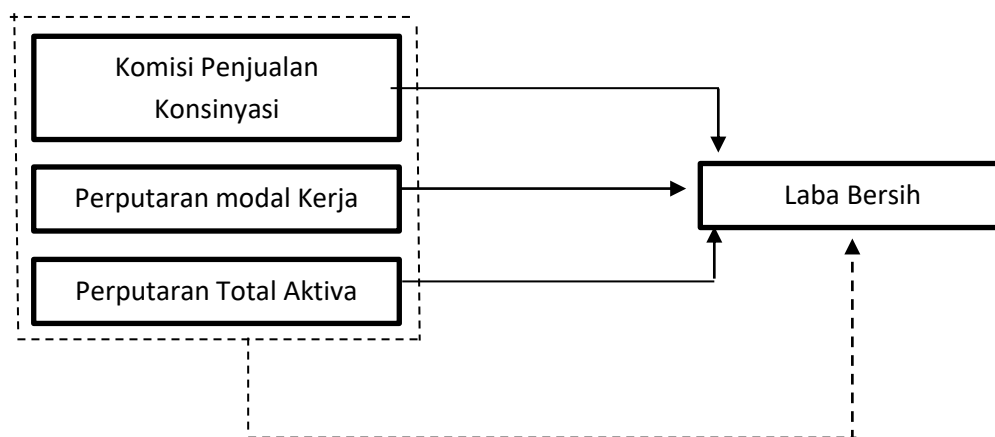 Komisi Penjualan
Konsinyasi
Perputaran modal Kerja
Laba Bersih
Perputaran Total Aktiva